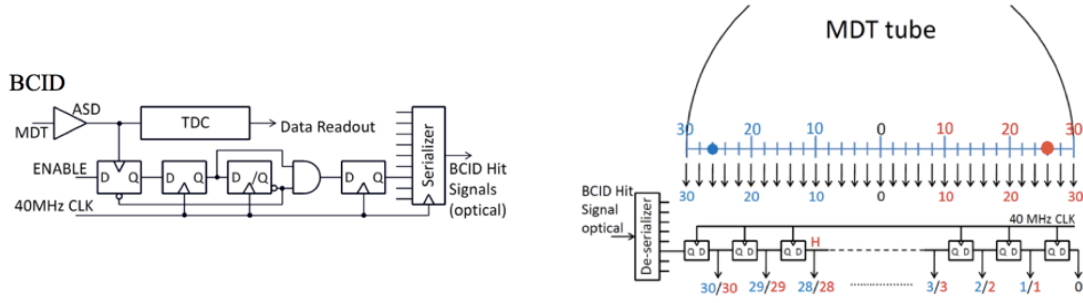 BCID
ASD
MDT
TDC
Data Readout
ENABLE
D Q
D Q
D /Q
D Q
Serializer
BCID Hit
Signals
(optical)
40MHz CLK
MDT tube
30 20 10 0 10 20 30
30 20 10 0 10 20 30
BCID Hit
Signal
optical
De-serializer
40 MHz CLK
H
Q D Q D Q D Q D Q D Q D
30/30 29/29 28/28 3/3 2/2 1/1 0